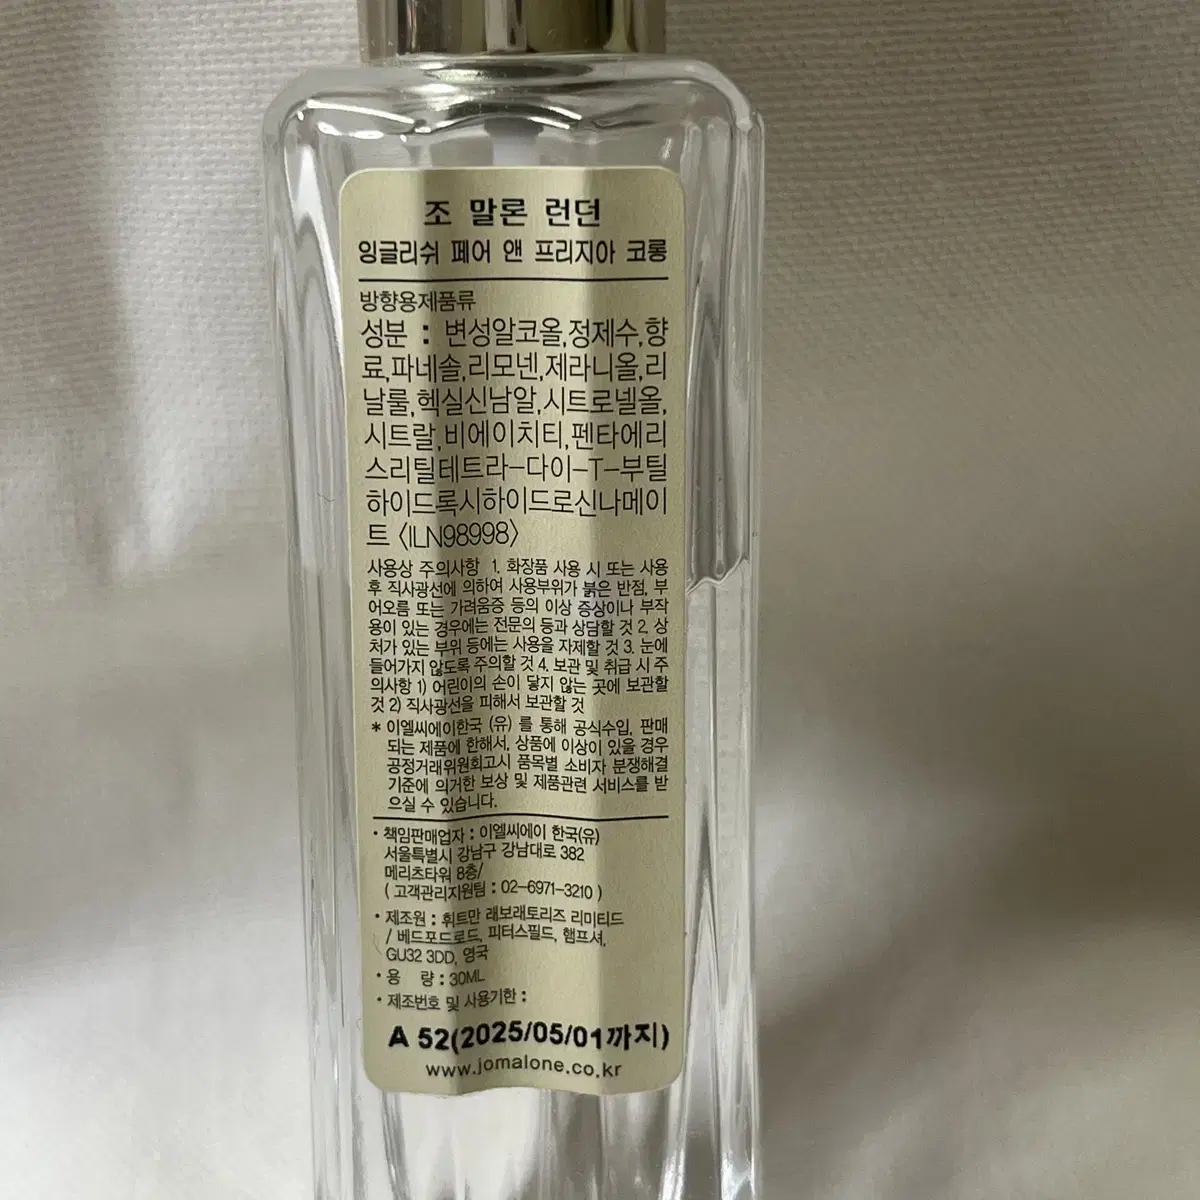 조 말론 런던
잉글리쉬 페어 앤 프리지아 코롱
방향용제품류
성분 : 변성알코올,정제수,향
료,파네솔,리모넨,제라니올,리
날룰,헥실신남알,시트로넬올,
시트랄,비에이치티,펜타에리
스리틸테트라-다이-T-부틸
하이드록시하이드로신나메이
트 <ILN98998>
사용상 주의사항 1. 화장품 사용 시 또는 사용
후 직사광선에 의하여 사용부위가 붉은 반점, 부
어오름 또는 가려움증 등의 이상 증상이나 부작
용이 있는 경우에는 전문의 등과 상담할 것 2. 상
처가 있는 부위 등에는 사용을 자제할 것 3. 눈에
들어가지 않도록 주의할 것 4. 보관 및 취급 시 주
의사항 1) 어린이의 손이 닿지 않는 곳에 보관할
것 2) 직사광선을 피해서 보관할 것
* 이엘씨에이한국 (유) 를 통해 공식수입, 판매
되는 제품에 한해서, 상품에 이상이 있을 경우
공정거래위원회고시 품목별 소비자 분쟁해결
기준에 의거한 보상 및 제품관련 서비스를 받
으실 수 있습니다.
· 책임판매업자 : 이엘씨에이 한국(유)
서울특별시 강남구 강남대로 382
메리츠타워 8층/
( 고객관리지원팀 : 02-6971-3210 )
· 제조원 : 휘트만 래보래토리즈 리미티드
/ 베드포드로드, 피터스필드, 햄프셔,
GU32 3DD, 영국
· 용 량 : 30ML
· 제조번호 및 사용기한 :
A 52(2025/05/01까지)
www.jomalone.co.kr